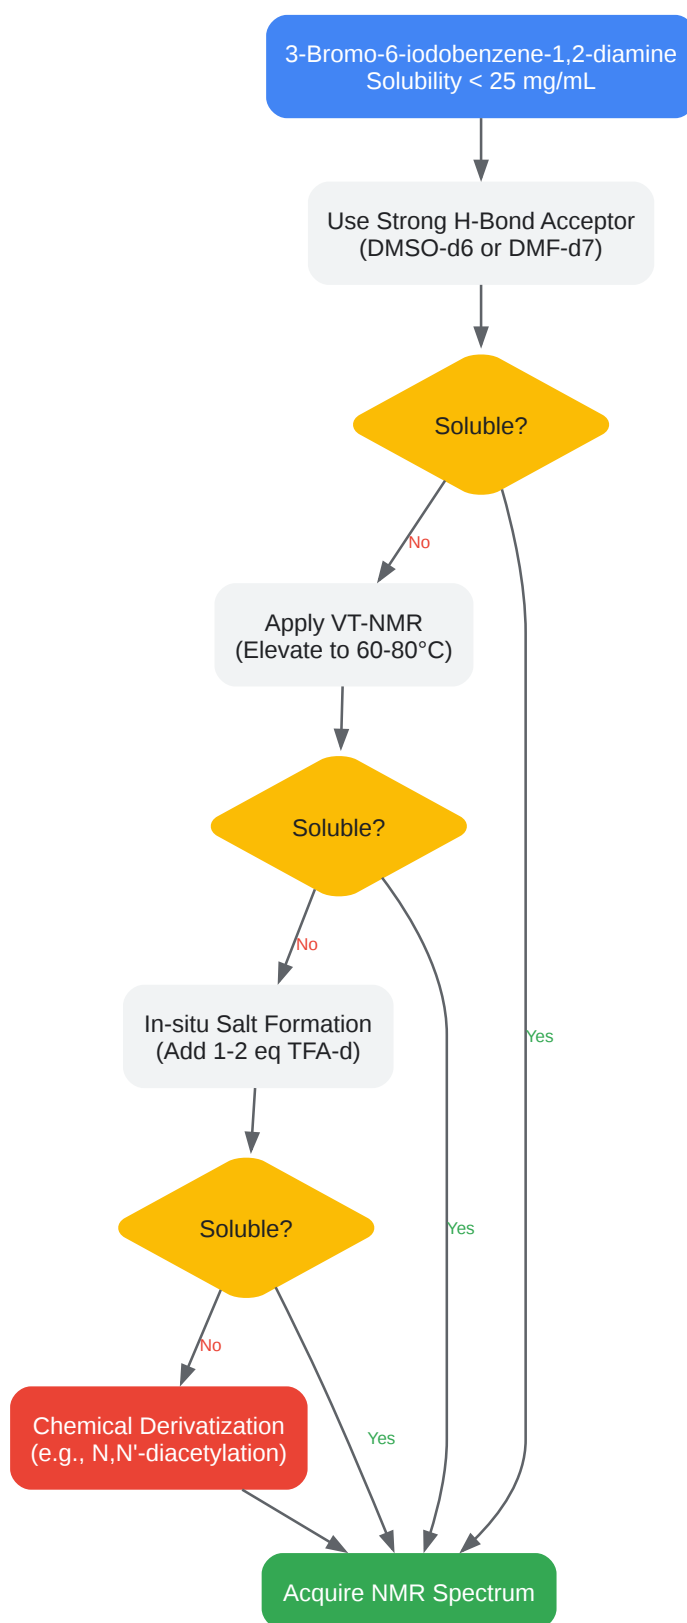 3-Bromo-6-iodobenzene-1,2-diamine
Solubility < 25 mg/mL
Use Strong H-Bond Acceptor
(DMSO-d6 or DMF-d7)
Soluble?
No
Apply VT-NMR
(Elevate to 60-80°C)
Soluble?
No
In-situ Salt Formation
(Add 1-2 eq TFA-d)
Yes
Soluble?
Yes
No
Chemical Derivatization
(e.g., N,N'-diacetylation)
Yes
Acquire NMR Spectrum